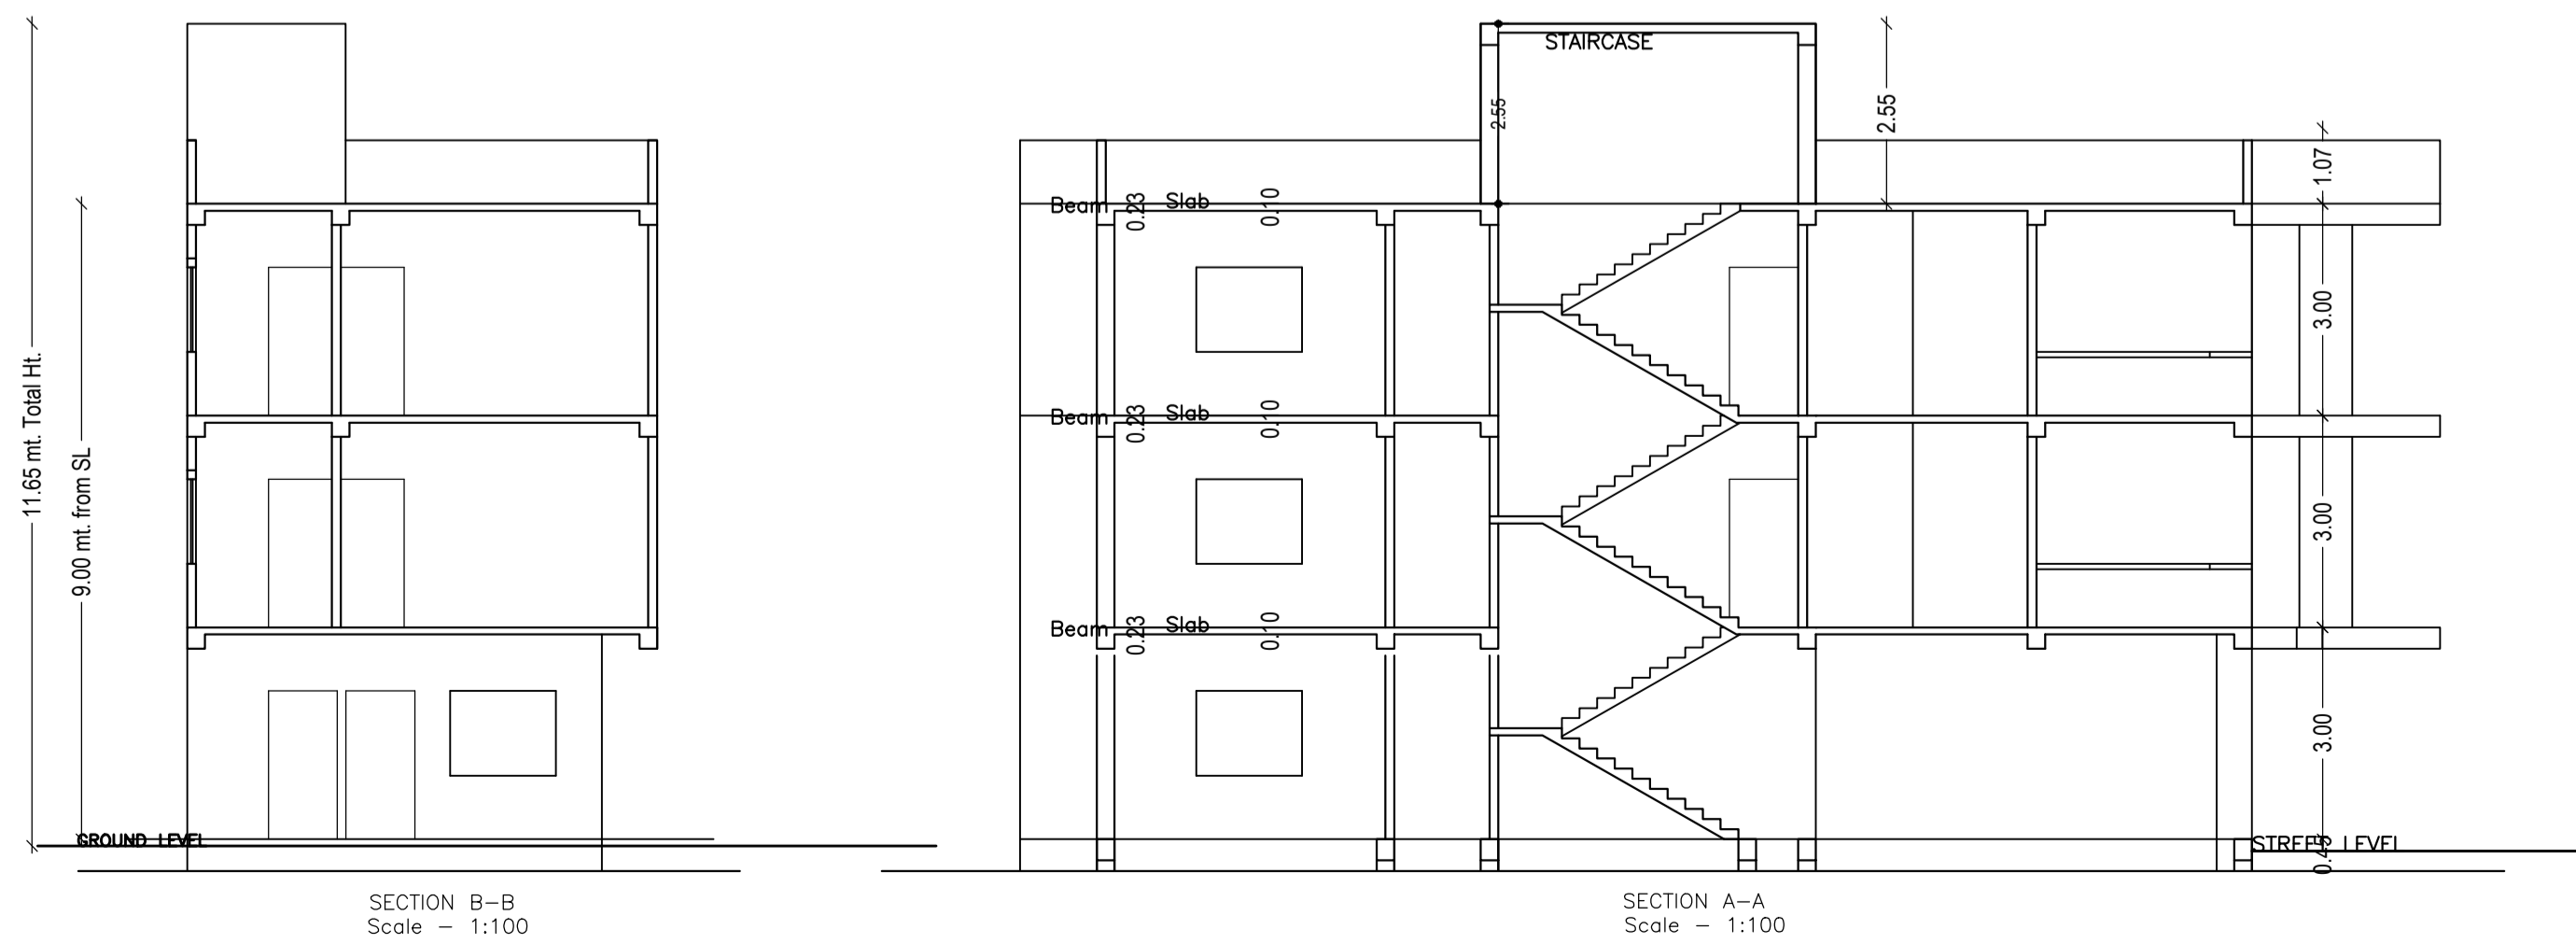 11.65 mt. Total Ht.
9.00 mt. from SL
GROUND LEVEL
SECTION B-B
Scale - 1:100
STAIRCASE
2.55
2.55
1.07
Beam 0.23 Slab 0.10
3.00
Beam 0.23 Slab 0.10
3.00
Beam 0.23 Slab 0.10
3.00
STREET LEVEL
0.45
SECTION A-A
Scale - 1:100